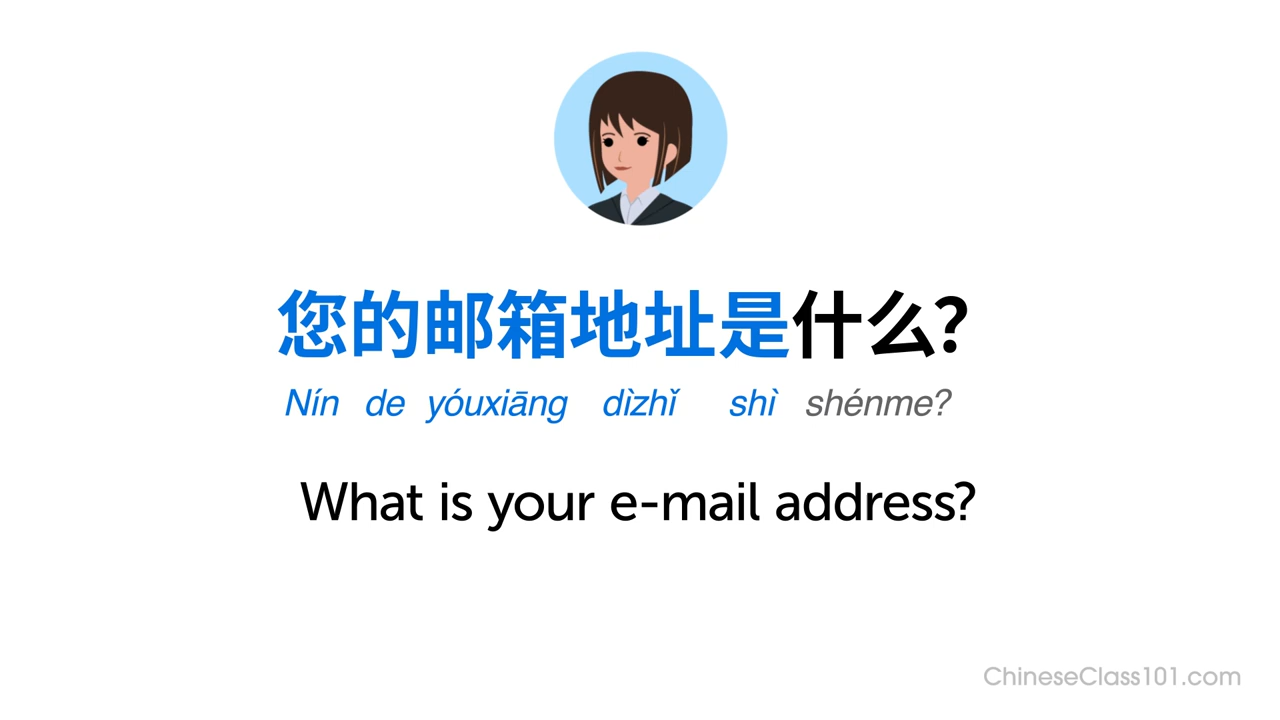 您的邮箱地址是什么?
Nín de yóuxiāng dìzhǐ shì shénme?
What is your e-mail address?
ChineseClass101.com